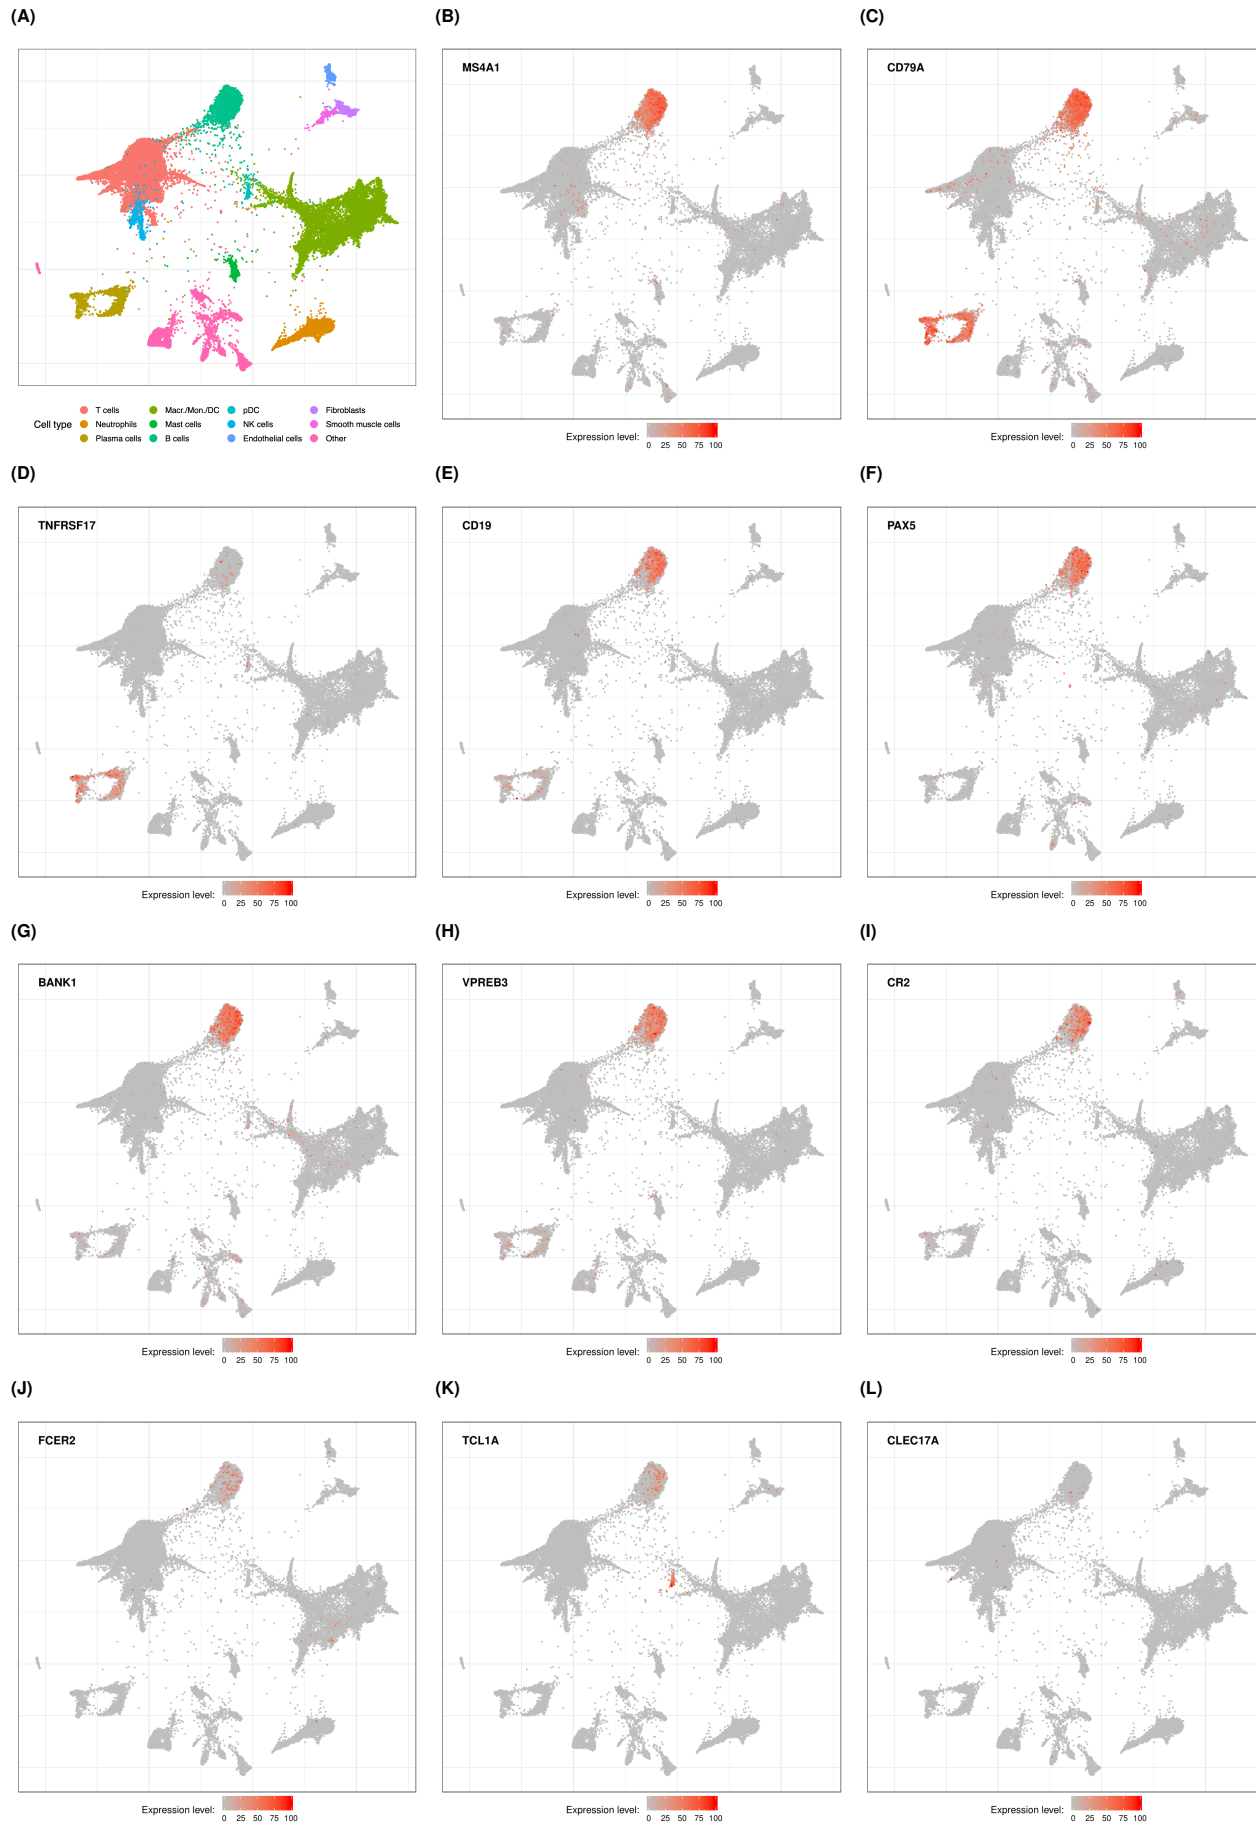 (A)
(B)
(C)
MS4A1
CD79A
Cell type
T cells
Macr./Mon./DC
pDC
Fibroblasts
Neutrophils
Mast cells
NK cells
Smooth muscle cells
Plasma cells
B cells
Endothelial cells
Other
Expression level:
0 25 50 75 100
Expression level:
0 25 50 75 100
(D)
(E)
(F)
TNFRSF17
CD19
PAX5
Expression level:
0 25 50 75 100
Expression level:
0 25 50 75 100
Expression level:
0 25 50 75 100
(G)
(H)
(I)
BANK1
VPREB3
CR2
Expression level:
0 25 50 75 100
Expression level:
0 25 50 75 100
Expression level:
0 25 50 75 100
(J)
(K)
(L)
FCER2
TCL1A
CLEC17A
Expression level:
0 25 50 75 100
Expression level:
0 25 50 75 100
Expression level:
0 25 50 75 100